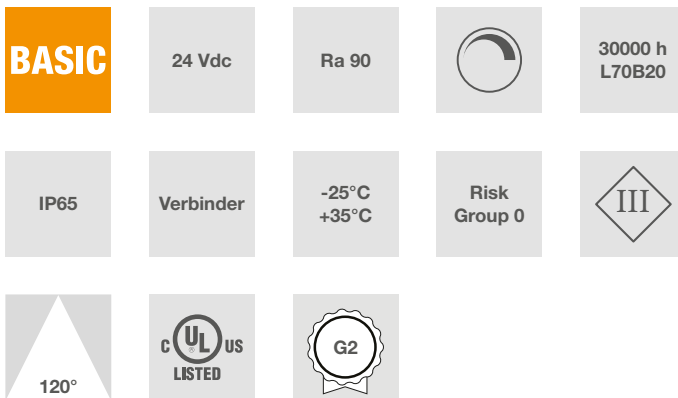 BASIC
24 Vdc
Ra 90
30000 h
L70B20
IP65
Verbinder
-25°C
+35°C
Risk
Group 0
III
120°
C UL US
®
LISTED
G2